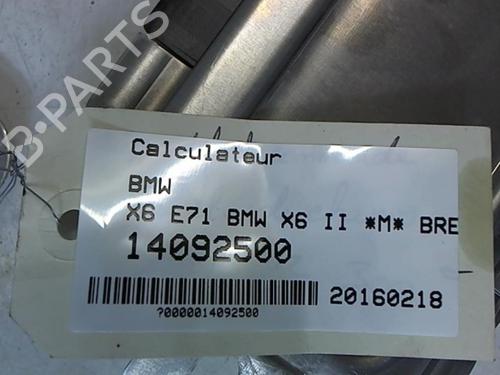 B·PARTS
Calculateur
BMW
X6 E71 BMW X6 II *M* BRE
14092500
20160218
?0000014092500